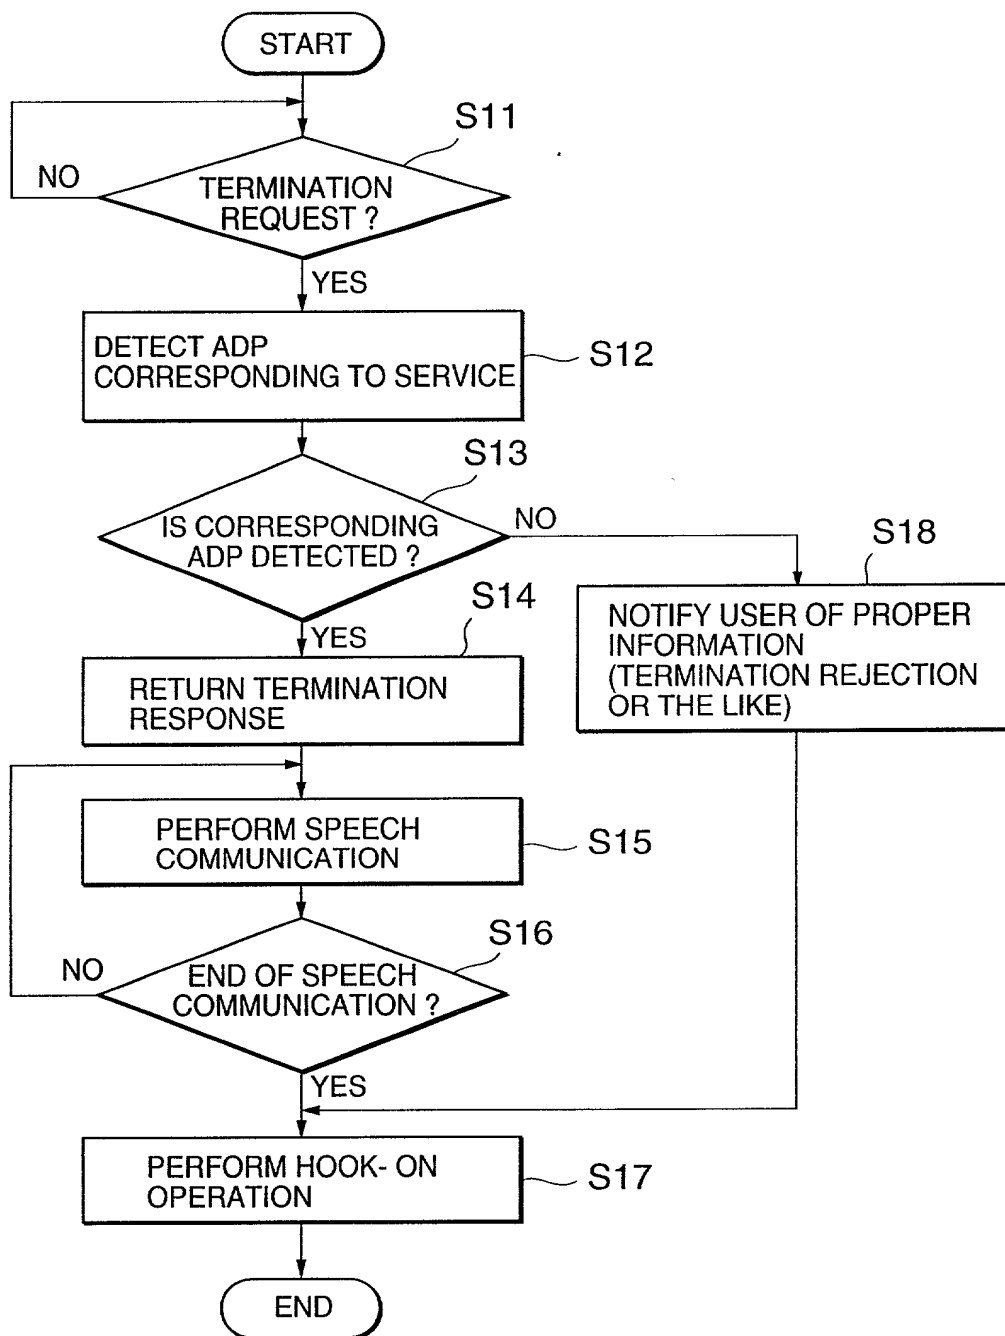 START
S11
NO
TERMINATION
REQUEST ?
YES
DETECT ADP
CORRESPONDING TO SERVICE
S12
S13
IS CORRESPONDING
ADP DETECTED ?
NO
S18
YES
S14
NOTIFY USER OF PROPER
INFORMATION
(TERMINATION REJECTION
OR THE LIKE)
RETURN TERMINATION
RESPONSE
PERFORM SPEECH
COMMUNICATION
S15
S16
NO
END OF SPEECH
COMMUNICATION ?
YES
PERFORM HOOK- ON
OPERATION
S17
END